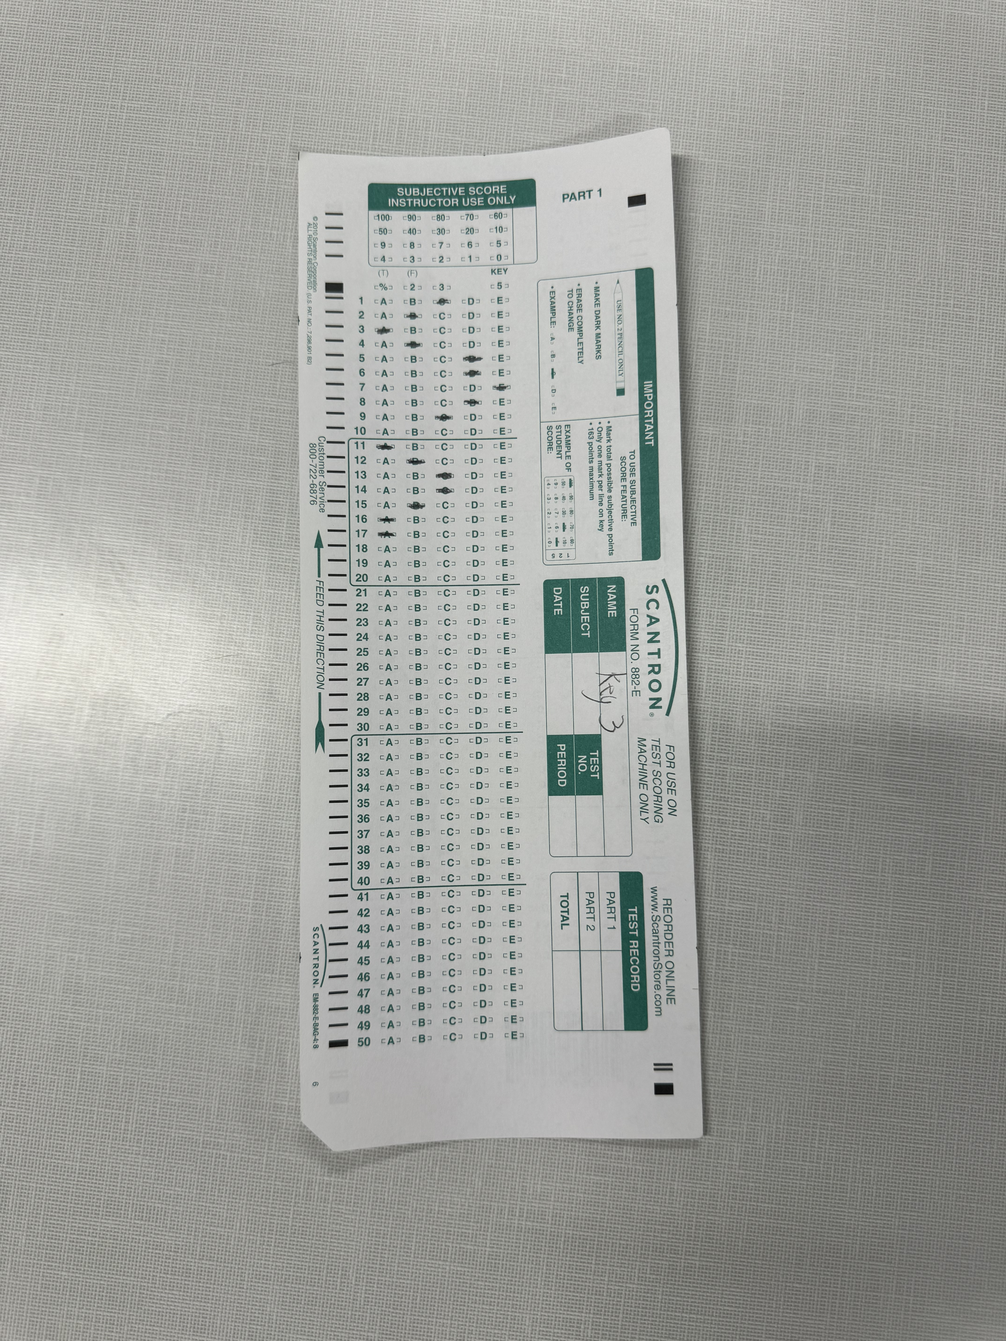 SUBJECTIVE SCORE
INSTRUCTOR USE ONLY
100 90 80 70 60
50 40 30 20 10
9 8 7 6 5
4 3 2 1 0
(T) (F) KEY
% 2 3 5
PART 1
1 A B D E
2 A C D E
3 B C D E
4 A C D E
5 A B C E
6 A B C E
7 A B C D
8 A B C E
9 A B D E
10 A B C D E
11 B C D E
12 A C D E
13 A B D E
14 A B D E
15 A C D E
16 B C D E
17 B C D E
18 A B C D E
19 A B C D E
20 A B C D E
21 A B C D E
22 A B C D E
23 A B C D E
24 A B C D E
25 A B C D E
26 A B C D E
27 A B C D E
28 A B C D E
29 A B C D E
30 A B C D E
31 A B C D E
32 A B C D E
33 A B C D E
34 A B C D E
35 A B C D E
36 A B C D E
37 A B C D E
38 A B C D E
39 A B C D E
40 A B C D E
41 A B C D E
42 A B C D E
43 A B C D E
44 A B C D E
45 A B C D E
46 A B C D E
47 A B C D E
48 A B C D E
49 A B C D E
50 A B C D E
IMPORTANT
USE NO. 2 PENCIL ONLY
• MAKE DARK MARKS
• ERASE COMPLETELY
TO CHANGE
• EXAMPLE: A B D E
TO USE SUBJECTIVE
SCORE FEATURE:
• Mark total possible subjective points
• Only one mark per line on key
• 163 points maximum
EXAMPLE OF
STUDENT
SCORE:
SCANTRON®
FORM NO. 882-E
FOR USE ON
TEST SCORING
MACHINE ONLY
REORDER ONLINE
www.ScantronStore.com
NAME Key 3
SUBJECT
TEST
NO.
DATE
PERIOD
TEST RECORD
PART 1
PART 2
TOTAL
© 2010 Scantron Corporation
ALL RIGHTS RESERVED
Customer Service
800-722-6876
FEED THIS DIRECTION
SCANTRON.
6